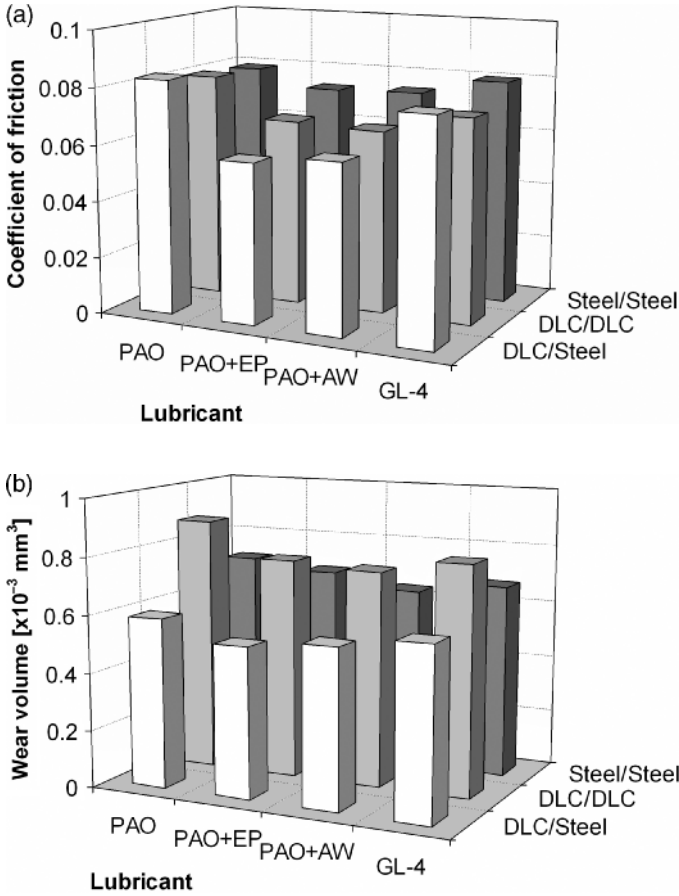 (a)
Coefficient of friction
0.1
0.08
0.06
0.04
0.02
0
PAO
PAO+EP
PAO+AW
GL-4
Steel/Steel
DLC/DLC
DLC/Steel
Lubricant
(b)
Wear volume [x10⁻³ mm³]
1
0.8
0.6
0.4
0.2
0
PAO
PAO+EP
PAO+AW
GL-4
Steel/Steel
DLC/DLC
DLC/Steel
Lubricant